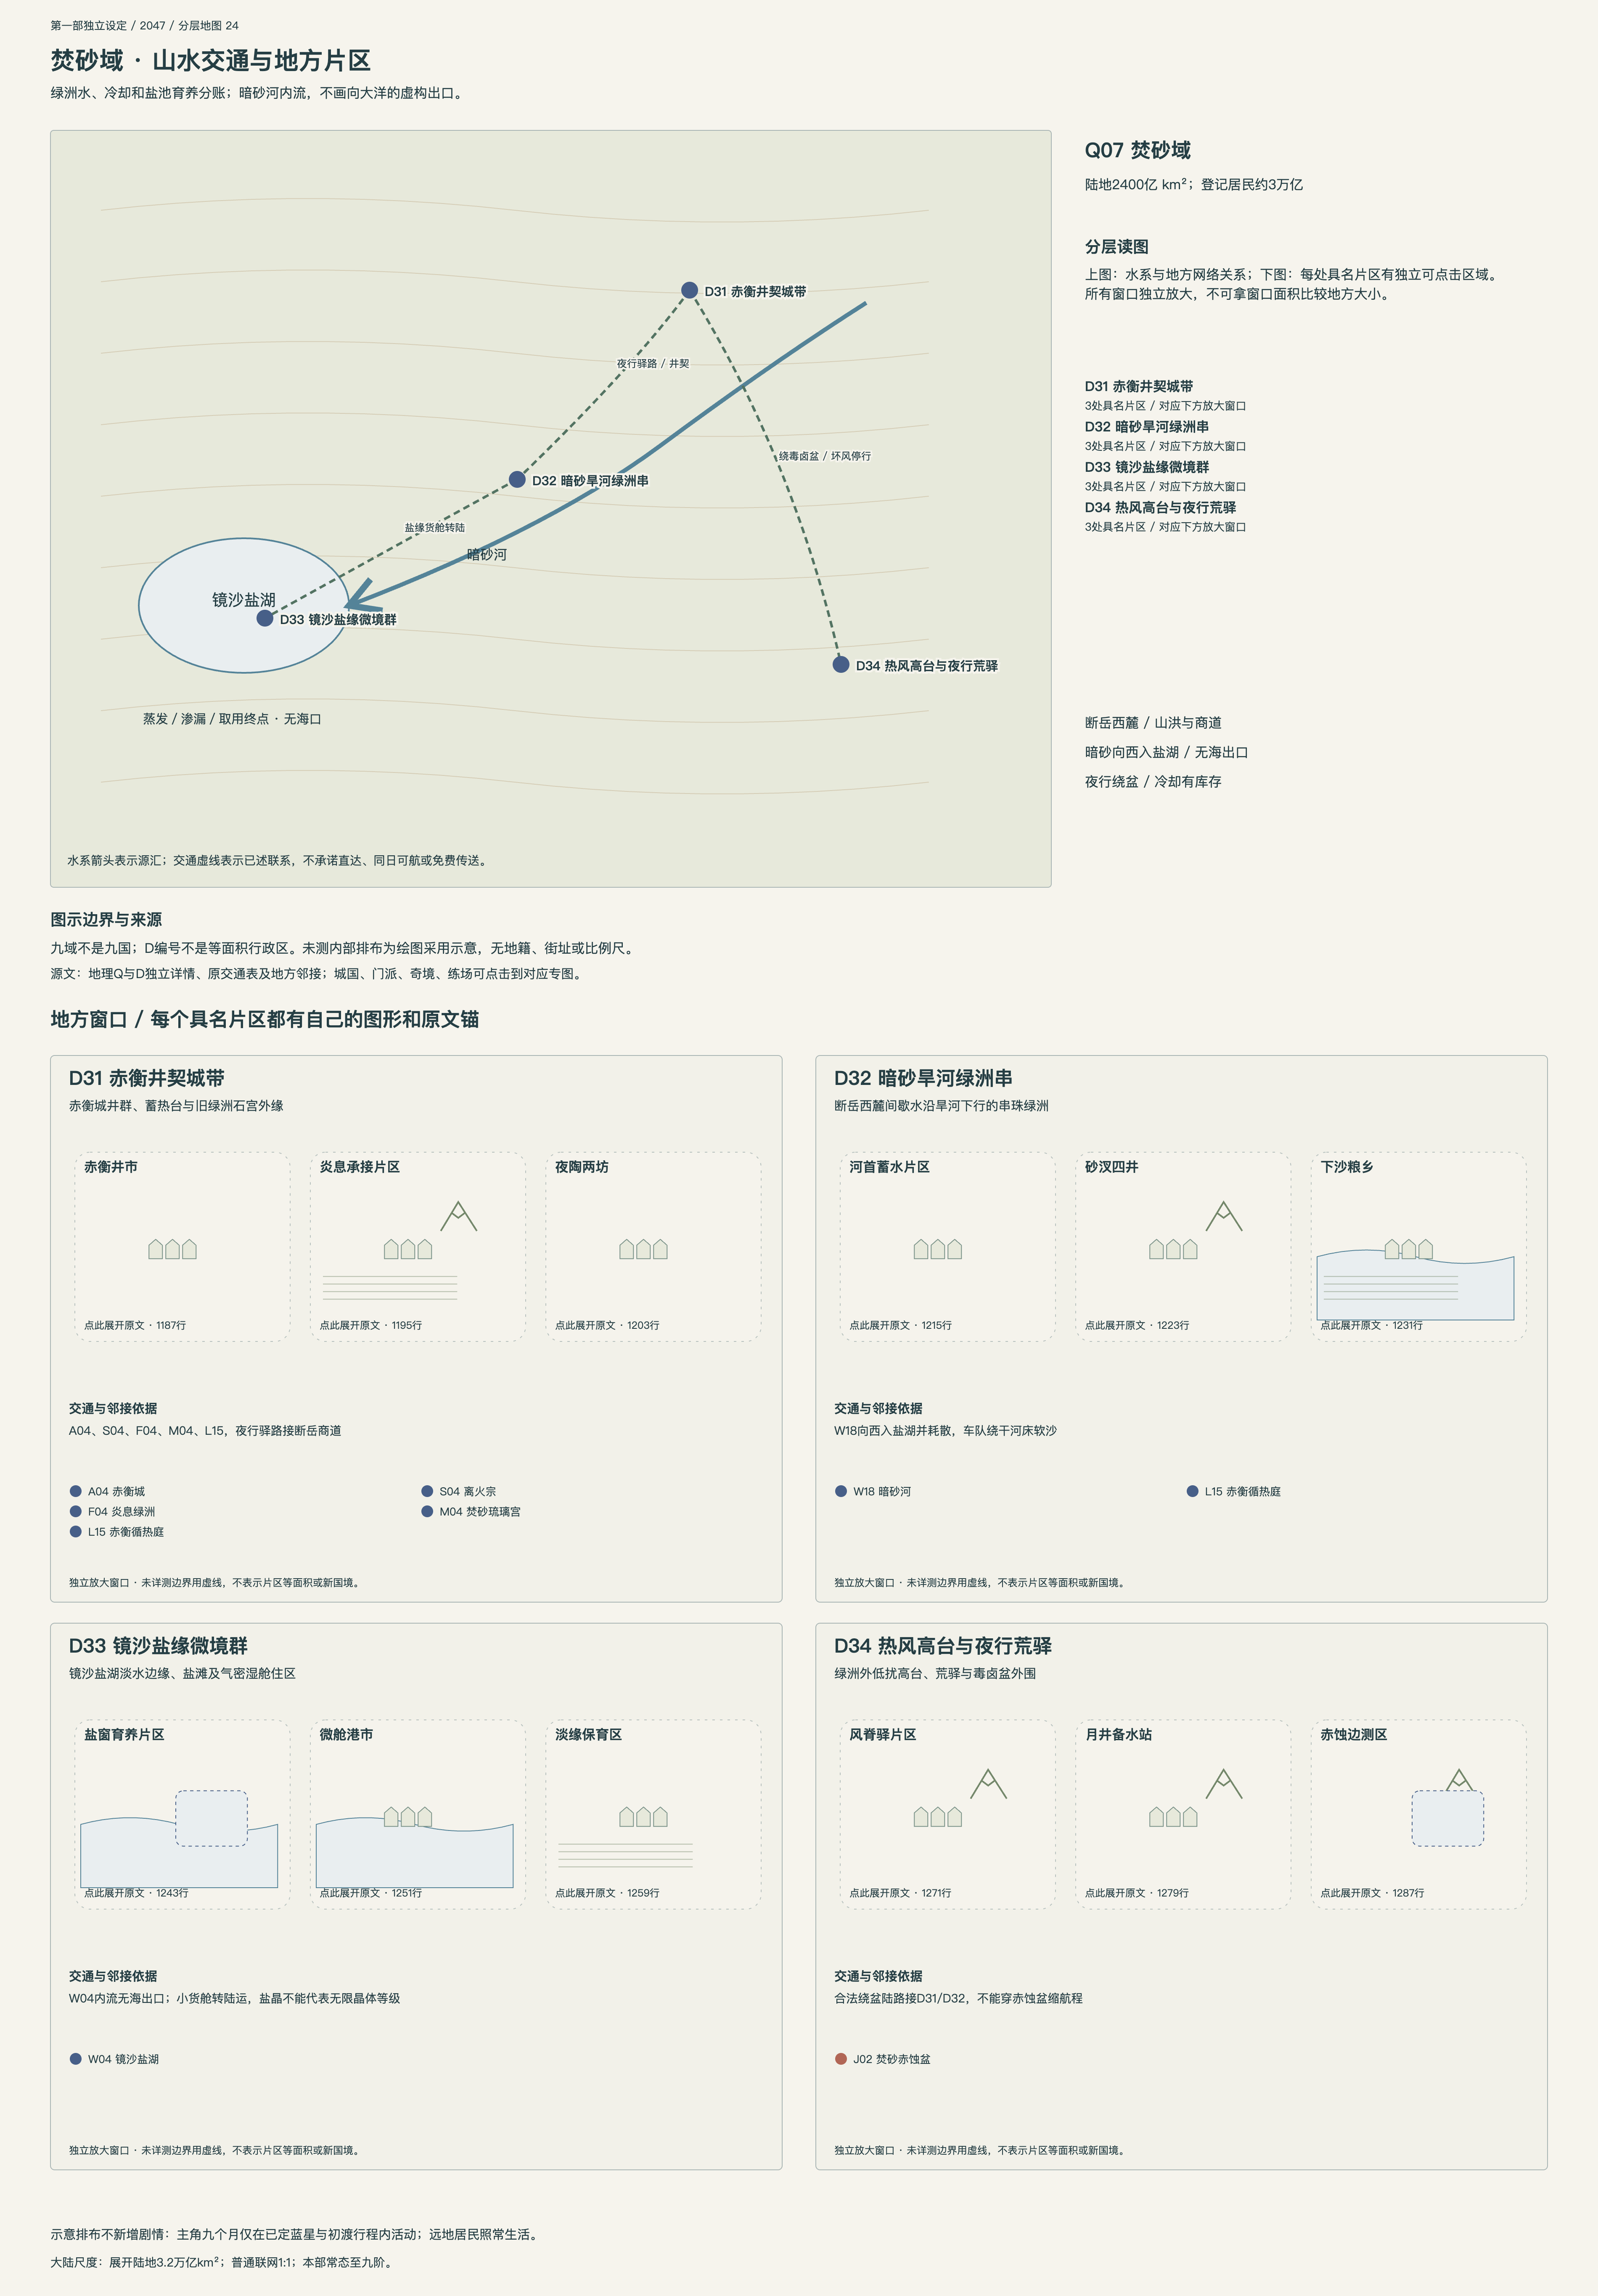 第一部独立设定 / 2047 / 分层地图 24
焚砂域 · 山水交通与地方片区
绿洲水、冷却和盐池育养分账；暗砂河内流，不画向大洋的虚构出口。
D31 赤衡井契城带
夜行驿路 / 井契
绕毒卤盆 / 坏风停行
D32 暗砂旱河绿洲串
盐缘货舱转陆
暗砂河
镜沙盐湖
D33 镜沙盐缘微境群
D34 热风高台与夜行荒驿
蒸发 / 渗漏 / 取用终点 · 无海口
水系箭头表示源汇；交通虚线表示已述联系，不承诺直达、同日可航或免费传送。
Q07 焚砂域
陆地2400亿 km²；登记居民约3万亿
分层读图
上图：水系与地方网络关系；下图：每处具名片区有独立可点击区域。
所有窗口独立放大，不可拿窗口面积比较地方大小。
D31 赤衡井契城带
3处具名片区 / 对应下方放大窗口
D32 暗砂旱河绿洲串
3处具名片区 / 对应下方放大窗口
D33 镜沙盐缘微境群
3处具名片区 / 对应下方放大窗口
D34 热风高台与夜行荒驿
3处具名片区 / 对应下方放大窗口
断岳西麓 / 山洪与商道
暗砂向西入盐湖 / 无海出口
夜行绕盆 / 冷却有库存
图示边界与来源
九域不是九国；D编号不是等面积行政区。未测内部排布为绘图采用示意，无地籍、街址或比例尺。
源文：地理Q与D独立详情、原交通表及地方邻接；城国、门派、奇境、练场可点击到对应专图。
地方窗口 / 每个具名片区都有自己的图形和原文锚
D31 赤衡井契城带
赤衡城井群、蓄热台与旧绿洲石宫外缘
赤衡井市
炎息承接片区
夜陶两坊
点此展开原文 · 1187行
点此展开原文 · 1195行
点此展开原文 · 1203行
交通与邻接依据
A04、S04、F04、M04、L15，夜行驿路接断岳商道
A04 赤衡城
S04 离火宗
F04 炎息绿洲
M04 焚砂琉璃宫
L15 赤衡循热庭
独立放大窗口 · 未详测边界用虚线，不表示片区等面积或新国境。
D32 暗砂旱河绿洲串
断岳西麓间歇水沿旱河下行的串珠绿洲
河首蓄水片区
砂汊四井
下沙粮乡
点此展开原文 · 1215行
点此展开原文 · 1223行
点此展开原文 · 1231行
交通与邻接依据
W18向西入盐湖并耗散，车队绕干河床软沙
W18 暗砂河
L15 赤衡循热庭
独立放大窗口 · 未详测边界用虚线，不表示片区等面积或新国境。
D33 镜沙盐缘微境群
镜沙盐湖淡水边缘、盐滩及气密湿舱住区
盐窗育养片区
微舱港市
淡缘保育区
点此展开原文 · 1243行
点此展开原文 · 1251行
点此展开原文 · 1259行
交通与邻接依据
W04内流无海出口；小货舱转陆运，盐晶不能代表无限晶体等级
W04 镜沙盐湖
独立放大窗口 · 未详测边界用虚线，不表示片区等面积或新国境。
D34 热风高台与夜行荒驿
绿洲外低扰高台、荒驿与毒卤盆外围
风脊驿片区
月井备水站
赤蚀边测区
点此展开原文 · 1271行
点此展开原文 · 1279行
点此展开原文 · 1287行
交通与邻接依据
合法绕盆陆路接D31/D32，不能穿赤蚀盆缩航程
J02 焚砂赤蚀盆
独立放大窗口 · 未详测边界用虚线，不表示片区等面积或新国境。
示意排布不新增剧情：主角九个月仅在已定蓝星与初渡行程内活动；远地居民照常生活。
大陆尺度：展开陆地3.2万亿km²；普通联网1:1；本部常态至九阶。